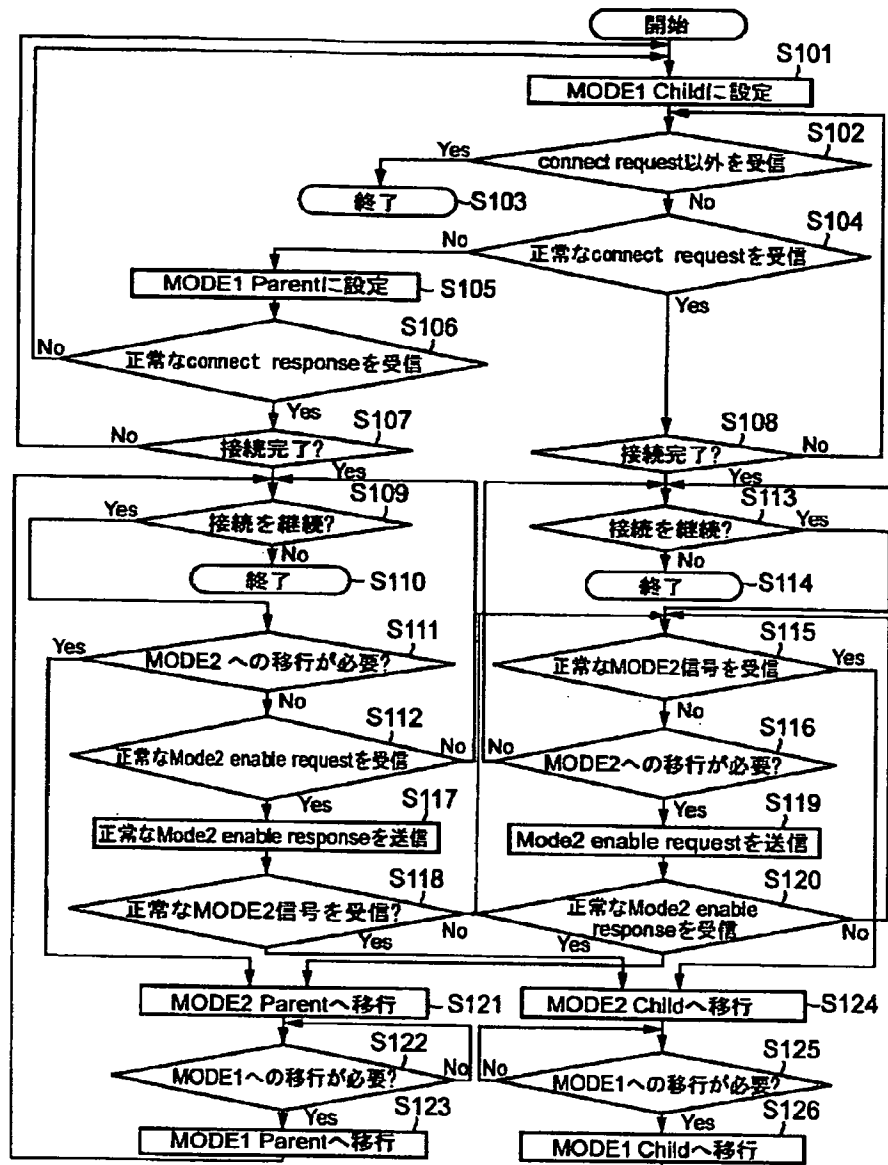 開始
S101
MODE1 Childに設定
S102
Yes
connect request以外を受信
終了
S103
No
S104
No
正常なconnect requestを受信
MODE1 Parentに設定
S105
Yes
S106
No
正常なconnect responseを受信
Yes
S107
No
接続完了?
Yes
S108
接続完了?
No
Yes
S109
Yes
接続を継続?
No
S113
接続を継続?
Yes
No
終了
S110
終了
S114
S111
Yes
MODE2 への移行が必要?
No
S115
正常なMODE2信号を受信
Yes
No
S112
正常なMode2 enable requestを受信
No
Yes
S116
No
MODE2への移行が必要?
Yes
S117
正常なMode2 enable responseを送信
S119
Mode2 enable requestを送信
S118
正常なMODE2信号を受信?
Yes
No
S120
正常なMode2 enable
responseを受信
Yes
No
MODE2 Parentへ移行
S121
MODE2 Childへ移行
S124
S122
MODE1への移行が必要?
No
Yes
S125
No
MODE1への移行が必要?
Yes
S123
MODE1 Parentへ移行
S126
MODE1 Childへ移行